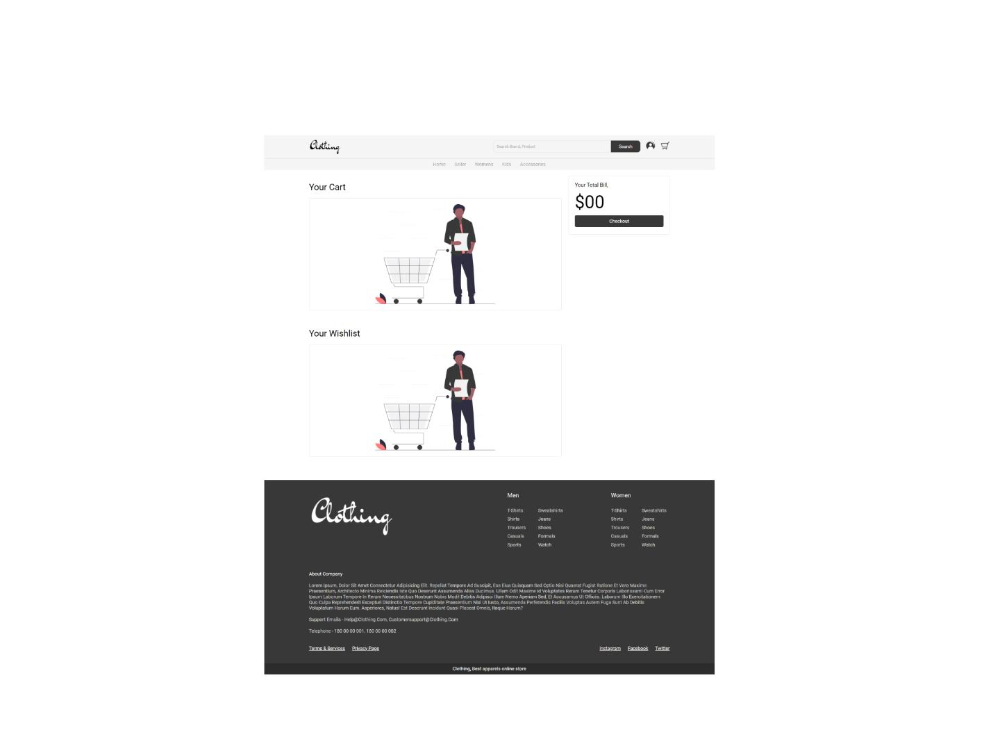 Clothing
Search Brand, Product
Search
Home Seller Womens Kids Accessories
Your Cart
Your Total Bill,
$00
Checkout
Your Wishlist
Clothing
Men
T-Shirts Sweatshirts
Shirts Jeans
Trousers Shoes
Casuals Formals
Sports Watch
Women
T-Shirts Sweatshirts
Shirts Jeans
Trousers Shoes
Casuals Formals
Sports Watch
About Company
Lorem Ipsum, Dolor Sit Amet Consectetur Adipisicing Elit. Repellat Tempore Ad Suscipit, Eos Eius Quisquam Sed Optio Nisi Quaerat Fugiat Ratione Et Vero Maxime
Praesentium, Architecto Minima Reiciendis Iste Quo Deserunt Assumenda Alias Ducimus. Ullam Odit Maxime Id Voluptates Rerum Tenetur Corporis Laboriosam! Cum Error
Ipsum Laborum Tempore In Rerum Necessitatibus Nostrum Nobis Modi! Debitis Adipisci Illum Nemo Aperiam Sed, Et Accusamus Ut Officiis. Laborum Illo Exercitationem
Quo Culpa Reprehenderit Excepturi Distinctio Tempore Cupiditate Praesentium Nisi Ut Iusto, Assumenda Perferendis Facilis Voluptas Autem Fuga Sunt Ab Debitis
Voluptatum Harum Eum. Asperiores, Natus! Est Deserunt Incidunt Quasi Placeat Omnis, Itaque Harum?
Support Emails - Help@Clothing.Com, Customersupport@Clothing.Com
Telephone - 180 00 00 001, 180 00 00 002
Terms & Services Privacy Page
Instagram Facebook Twitter
Clothing, Best apparels online store